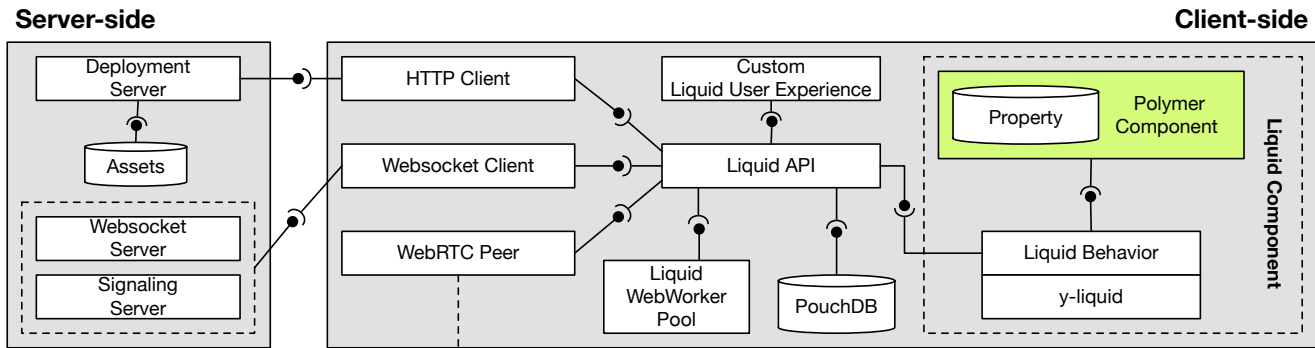 Server-side
Client-side
Deployment
Server
Assets
Websocket
Server
Signaling
Server
HTTP Client
Websocket Client
WebRTC Peer
Custom
Liquid User Experience
Liquid API
Liquid
WebWorker
Pool
PouchDB
Property
Polymer
Component
Liquid Behavior
y-liquid
Liquid Component